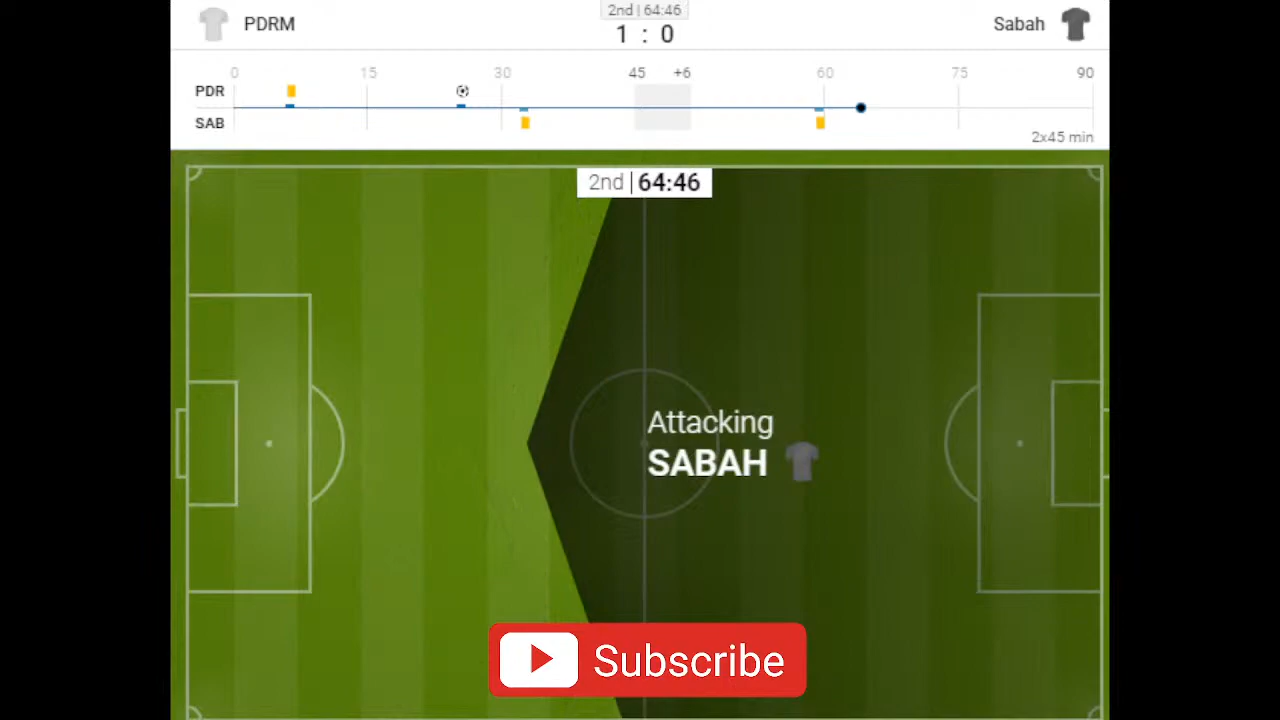 PDRM
2nd | 64:46
1 : 0
Sabah
0 15 30 45 +6 60 75 90
PDR
SAB
2x45 min
2nd | 64:46
Attacking
SABAH
Subscribe